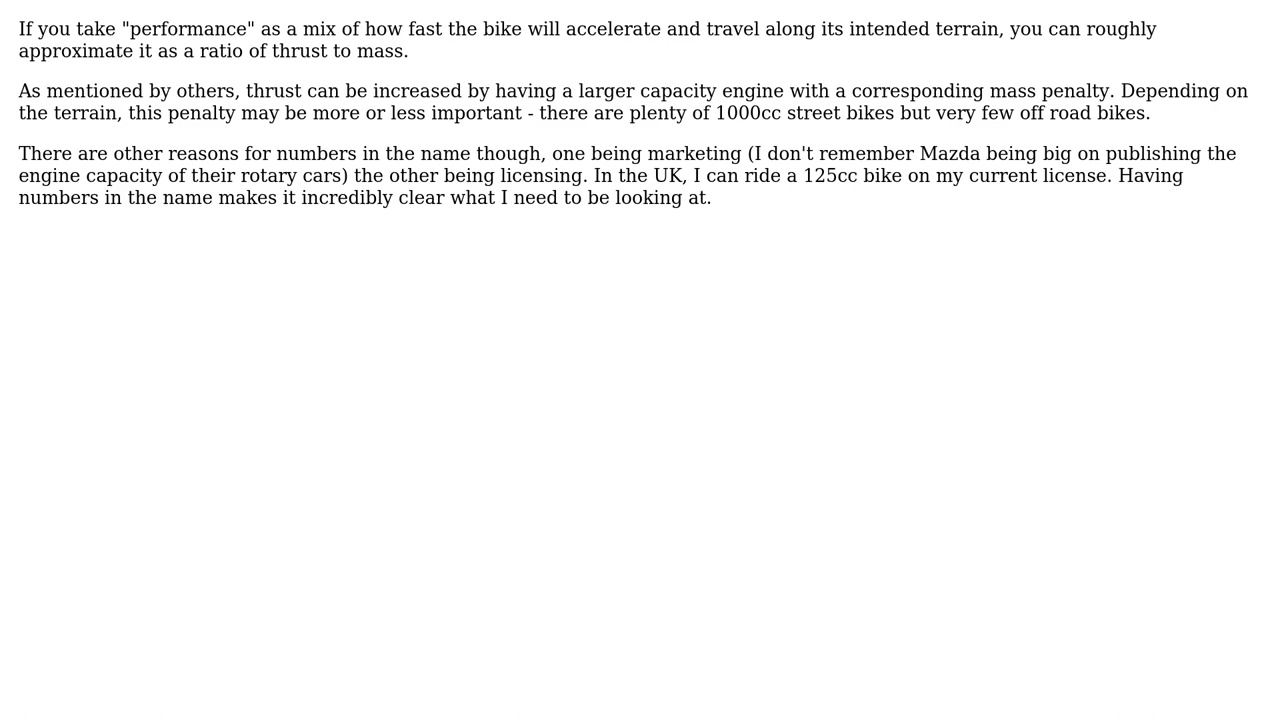 If you take "performance" as a mix of how fast the bike will accelerate and travel along its intended terrain, you can roughly
approximate it as a ratio of thrust to mass.
As mentioned by others, thrust can be increased by having a larger capacity engine with a corresponding mass penalty. Depending on
the terrain, this penalty may be more or less important - there are plenty of 1000cc street bikes but very few off road bikes.
There are other reasons for numbers in the name though, one being marketing (I don't remember Mazda being big on publishing the
engine capacity of their rotary cars) the other being licensing. In the UK, I can ride a 125cc bike on my current license. Having
numbers in the name makes it incredibly clear what I need to be looking at.